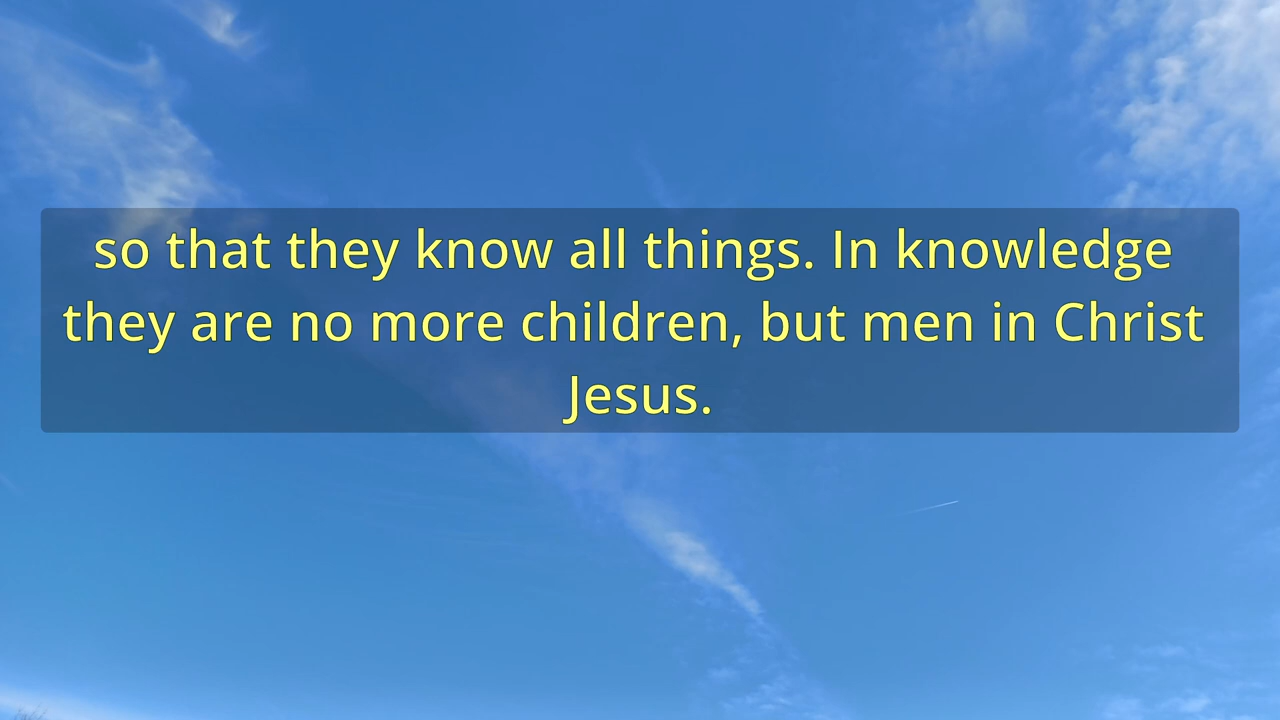 so that they know all things. In knowledge
they are no more children, but men in Christ
Jesus.